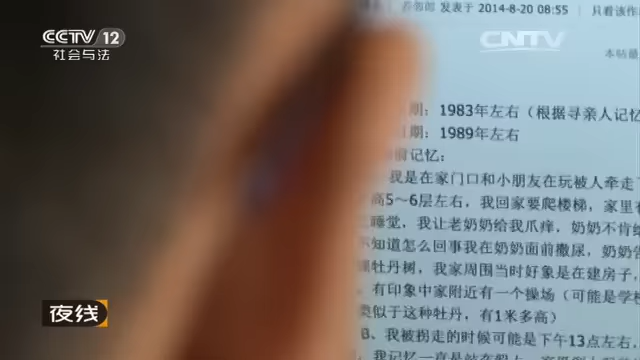 CCTV 12
社会与法
CNTV
发表于 2014-8-20 08:55 | 只看该作
本帖最
期: 1983年左右（根据寻亲人记忆
日期: 1989年左右
前记忆:
我是在家门口和小朋友在玩被人牵走了
高5～6层左右，我回家要爬楼梯，家里有
睡觉，我让老奶奶给我爪痒，奶奶不肯给
不知道怎么回事我在奶奶面前撒尿，奶奶告
牡丹树，我家周围当时好象是在建房子，
有印象中家附近有一个操场（可能是学校
类似于这种牡丹，有1米多高）
B、我被拐走的时候可能是下午13点左右，
夜线